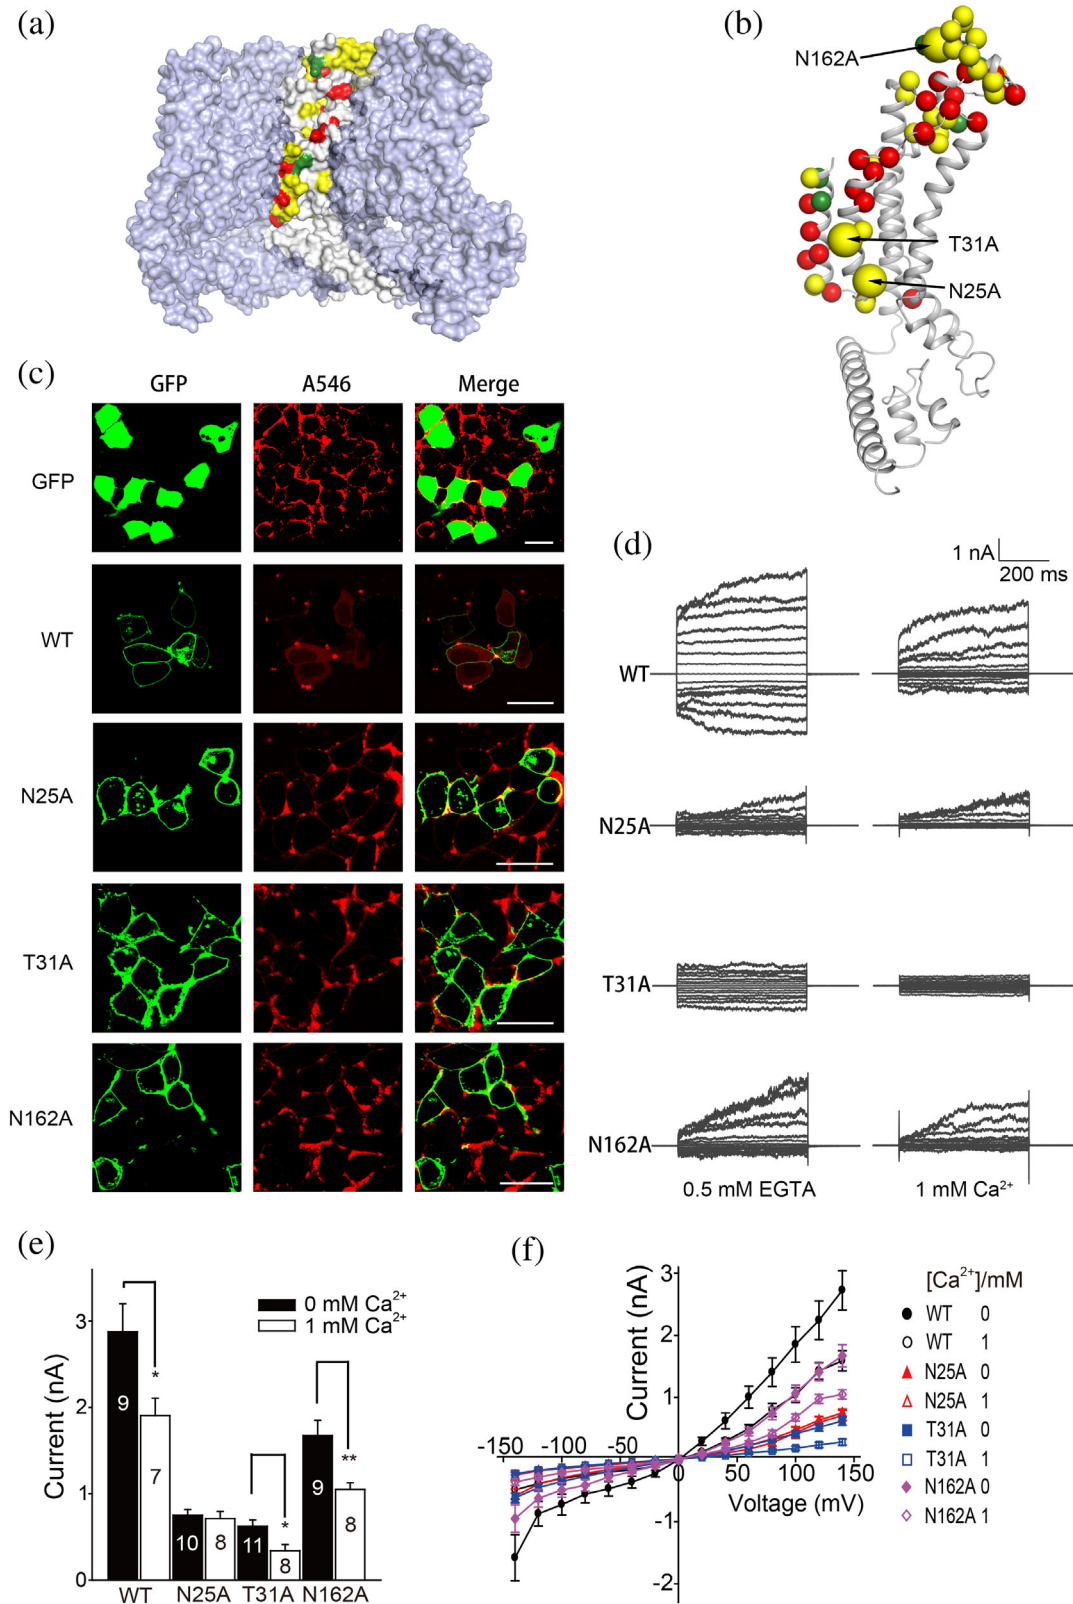 (a)
(b)
N162A
T31A
N25A
(c)
GFP
A546
Merge
GFP
WT
N25A
T31A
N162A
(d)
1 nA
200 ms
WT
N25A
T31A
N162A
0.5 mM EGTA
1 mM Ca²⁺
(e)
Current (nA)
3
2
1
0
0 mM Ca²⁺
1 mM Ca²⁺
*
*
**
9
7
10
8
11
8
9
8
WT
N25A
T31A
N162A
(f)
Current (nA)
3
2
1
-1
-2
-150
-100
-50
0
50
100
150
Voltage (mV)
[Ca²⁺]/mM
WT 0
WT 1
N25A 0
N25A 1
T31A 0
T31A 1
N162A 0
N162A 1